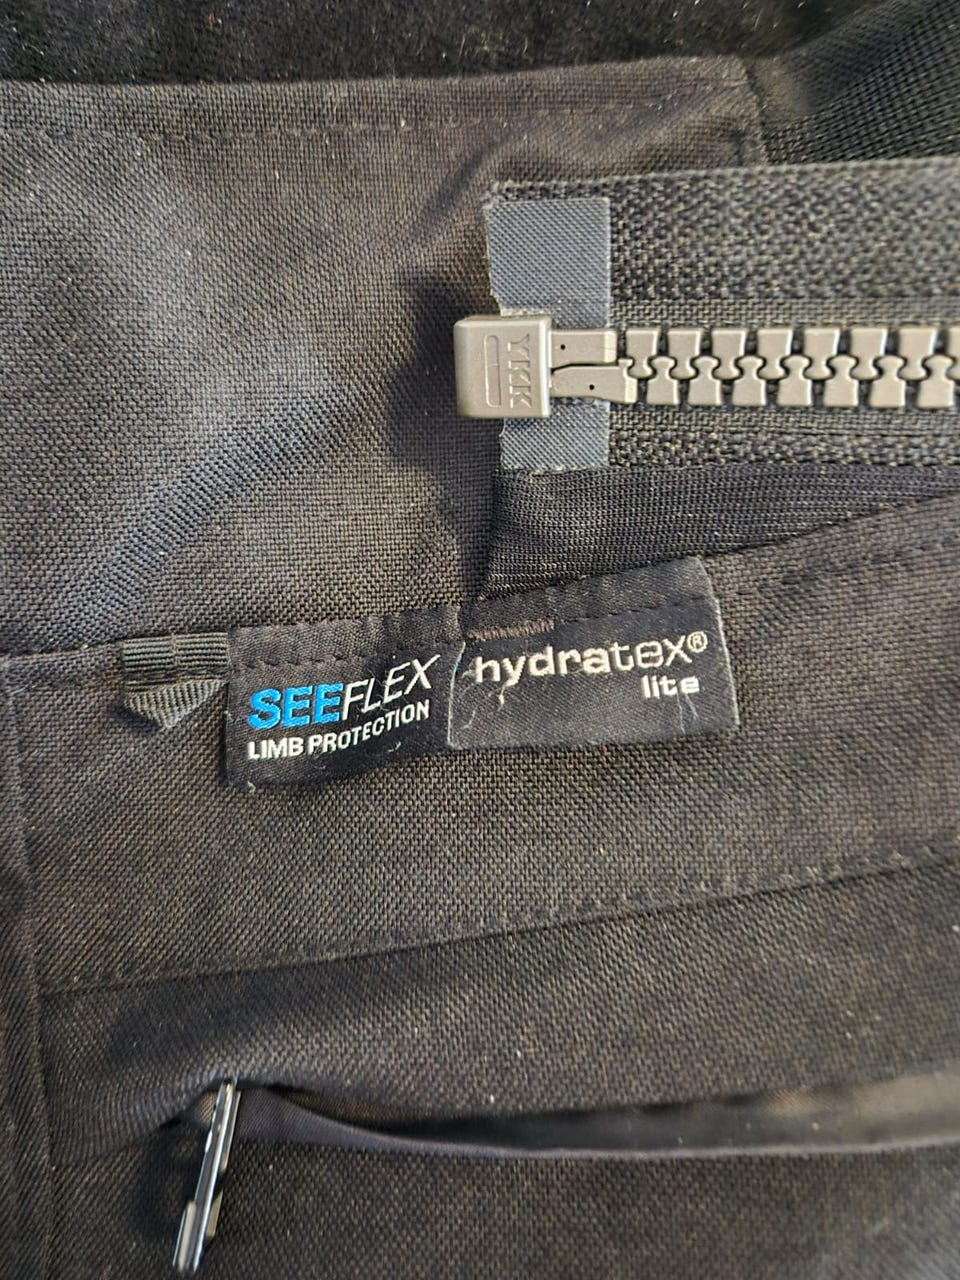 YKK
SEEFLEX
LIMB PROTECTION
hydratex®
lite